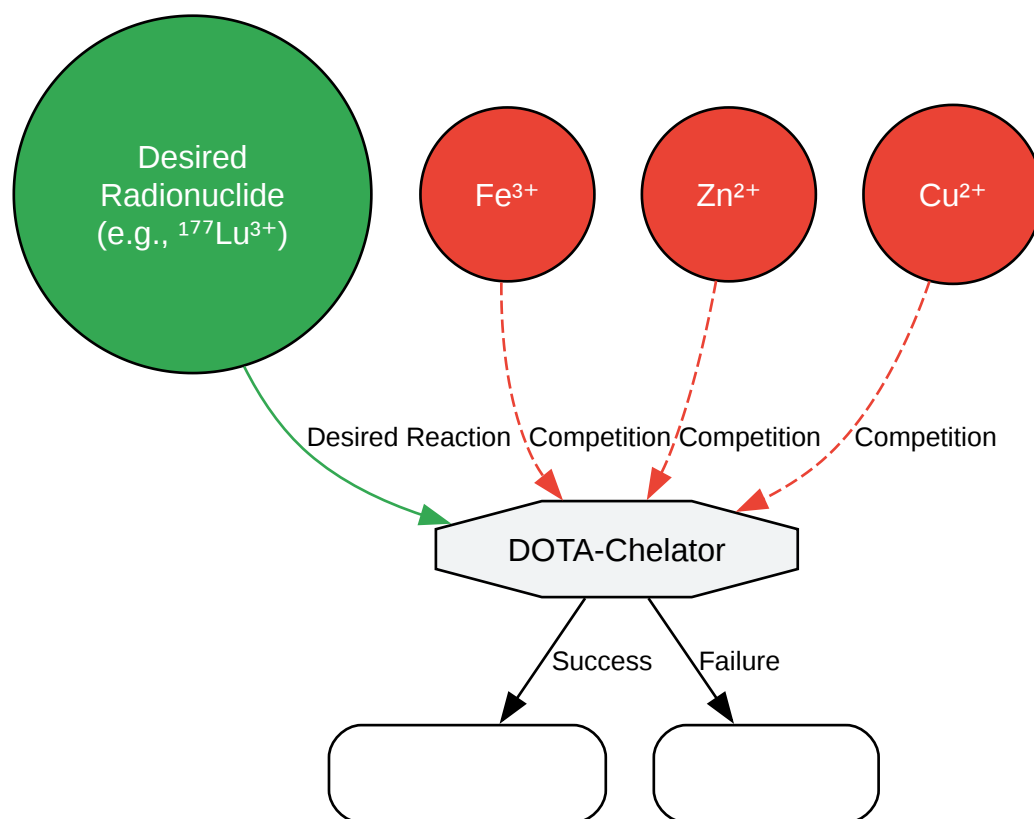 Desired
Radionuclide
(e.g., ¹⁷⁷Lu³⁺)
Fe³⁺
Zn²⁺
Cu²⁺
Desired Reaction
Competition
Competition
Competition
DOTA-Chelator
Success
Failure